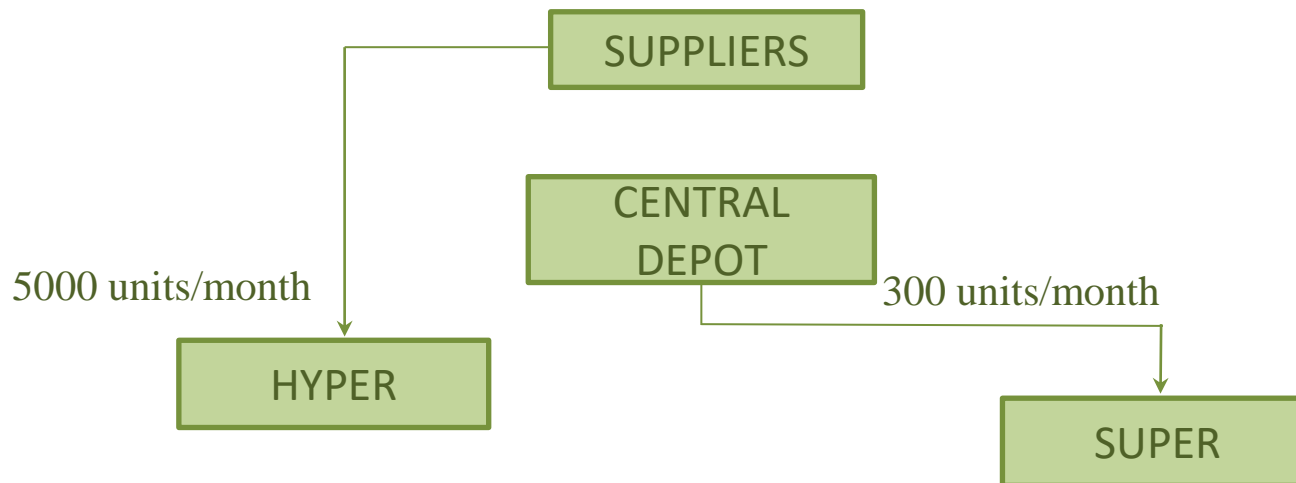 SUPPLIERS
CENTRAL
DEPOT
5000 units/month
300 units/month
HYPER
SUPER